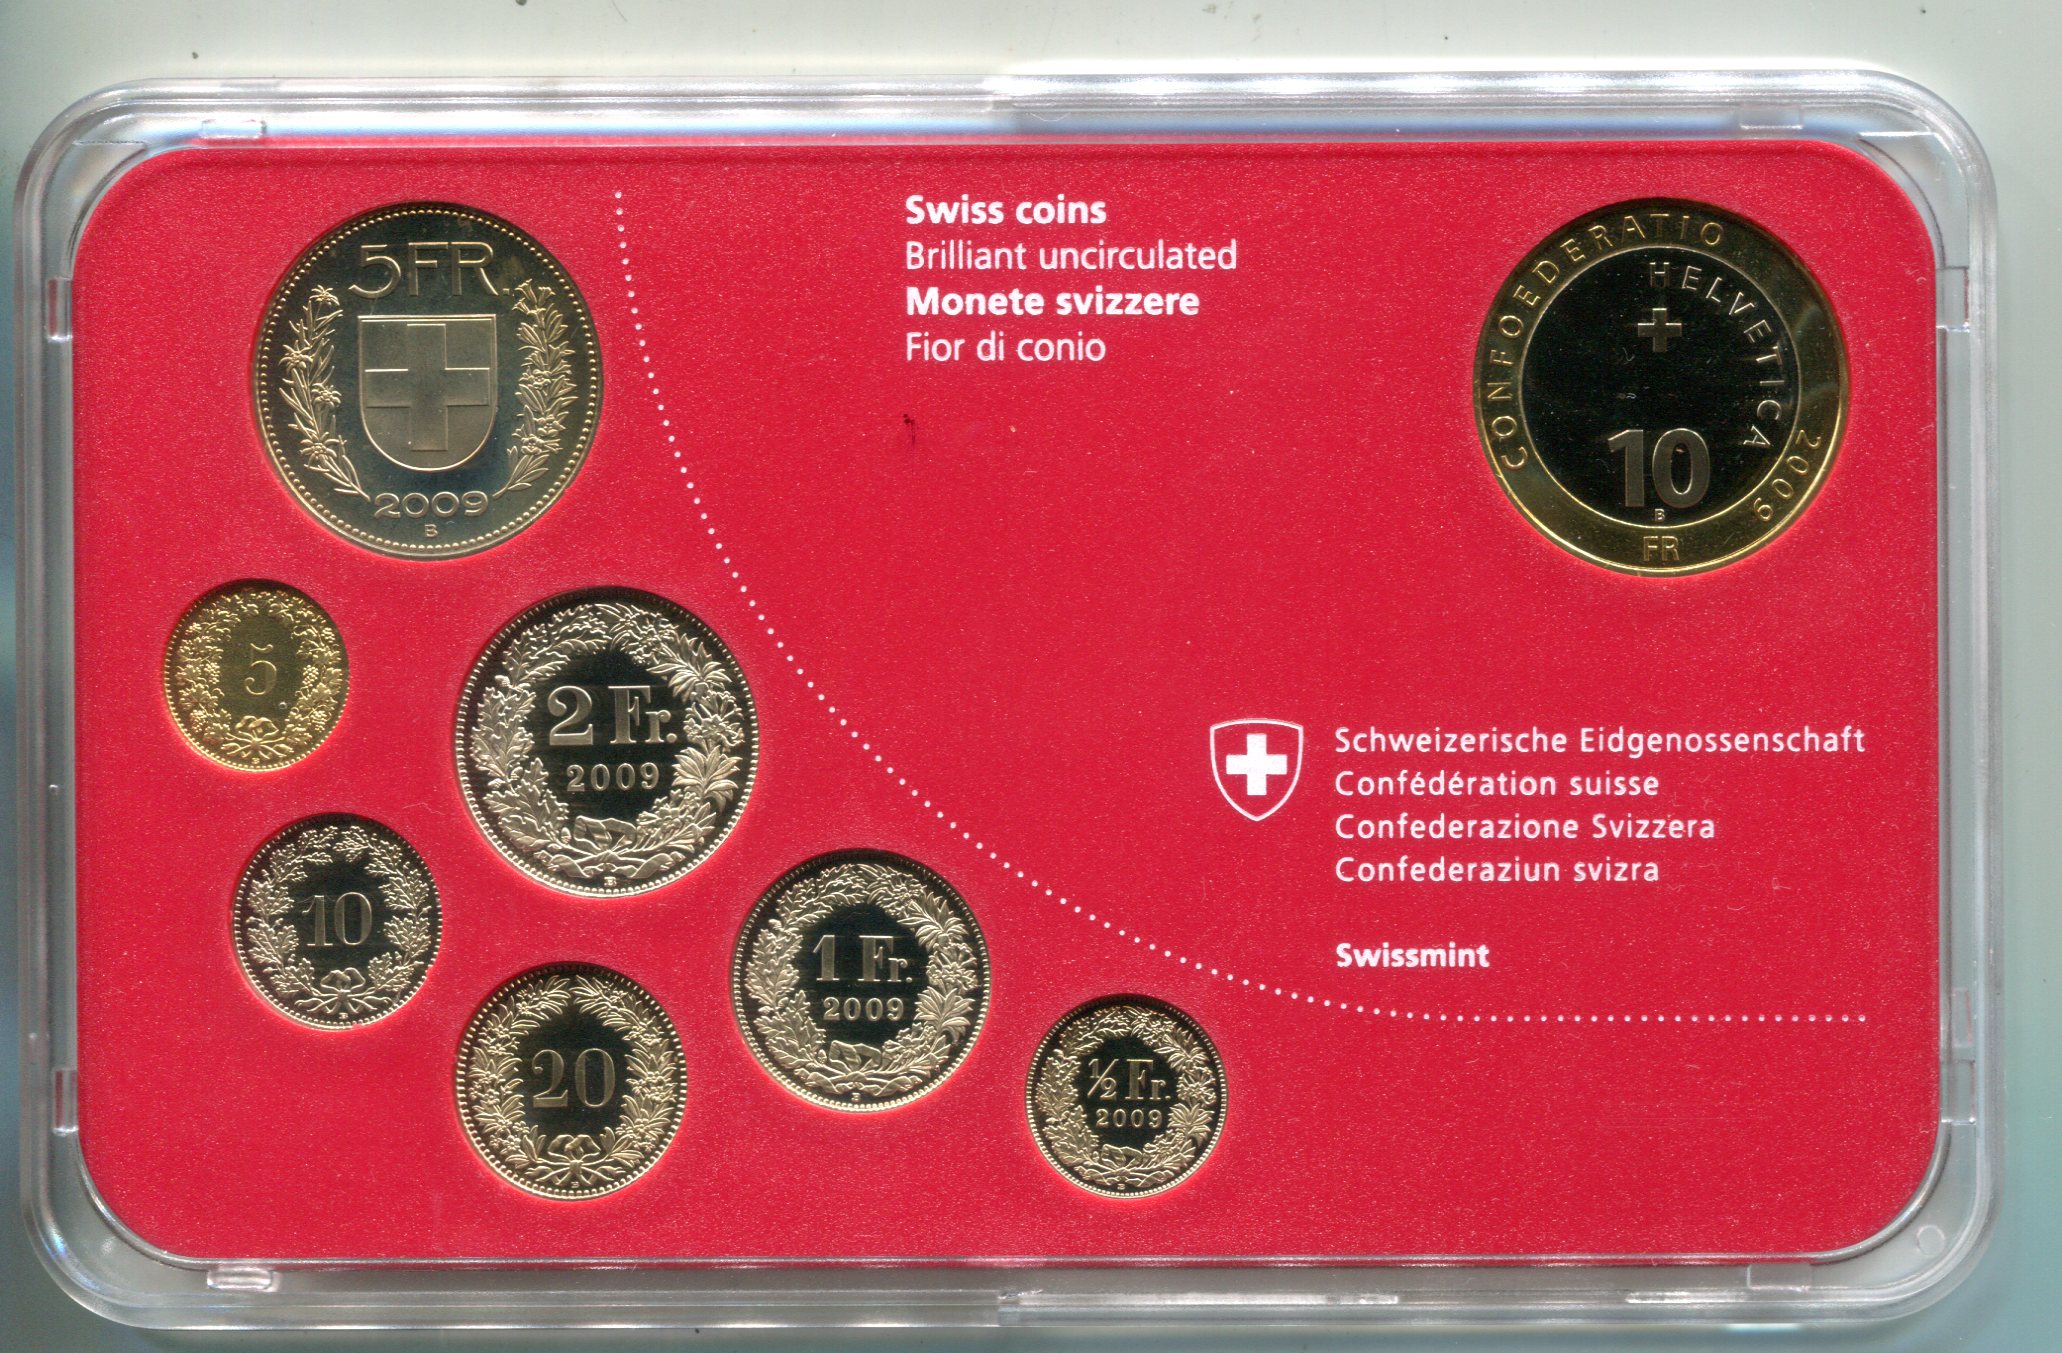 5FR.
2009
B
Swiss coins
Brilliant uncirculated
Monete svizzere
Fior di conio
CONFOEDERATIO
HELVETICA
2009
10
B
FR
5
B
2 Fr.
2009
B
10
B
20
B
1 Fr.
2009
B
½ Fr.
2009
B
Schweizerische Eidgenossenschaft
Confédération suisse
Confederazione Svizzera
Confederaziun svizra
Swissmint